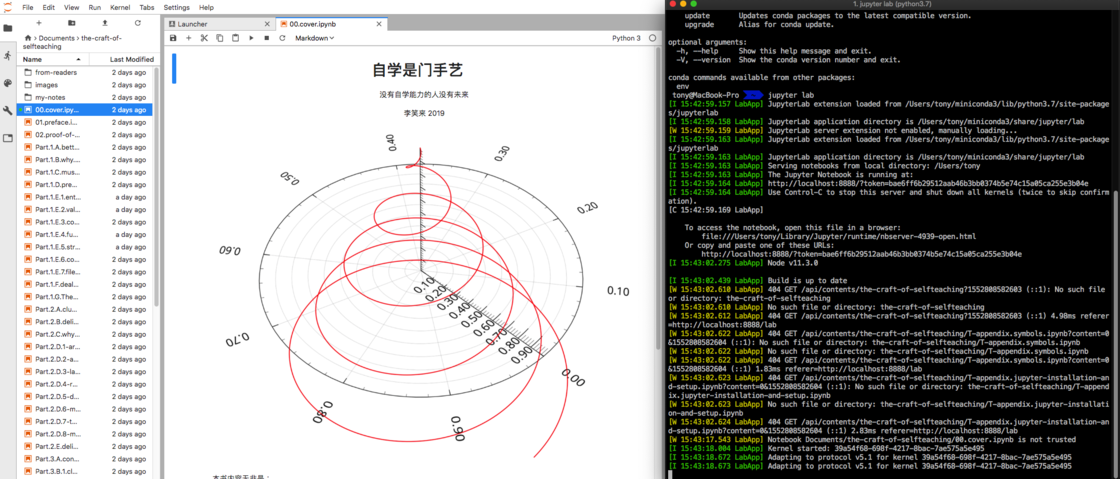 File Edit View Run Kernel Tabs Settings Help
Documents the-craft-of-
selfteaching
Name Last Modified
from-readers 2 days ago
images 2 days ago
my-notes 2 days ago
00.cover.ipy... 2 days ago
01.preface.i... 2 days ago
02.proof-of-... 2 days ago
Part.1.A.bett... 2 days ago
Part.1.B.why.... 2 days ago
Part.1.C.mus... 2 days ago
Part.1.D.pre... 2 days ago
Part.1.E.1.ent... a day ago
Part.1.E.2.val... a day ago
Part.1.E.3.co... 2 days ago
Part.1.E.4.fu... a day ago
Part.1.E.5.str... a day ago
Part.1.E.6.co... 2 days ago
Part.1.E.7.file... 2 days ago
Part.1.F.deal... 2 days ago
Part.1.G.The... 2 days ago
Part.2.A.clu... 2 days ago
Part.2.B.deli... 2 days ago
Part.2.C.why... 2 days ago
Part.2.D.1-ar... 2 days ago
Part.2.D.2-a... 2 days ago
Part.2.D.3-la... 2 days ago
Part.2.D.4-r... 2 days ago
Part.2.D.5-d... 2 days ago
Part.2.D.6-m... 2 days ago
Part.2.D.7-t... 2 days ago
Part.2.D.8-m... 2 days ago
Part.2.E.deli... 2 days ago
Part.3.A.con... 2 days ago
Part.3.B.1.cl... 2 days ago
Launcher
00.cover.ipynb
Markdown
Python 3
自学是门手艺
没有自学能力的人没有未来
李笑来 2019
0.40
0.30
0.50
0.20
0.60
0.10
0.10
0.20
0.30
0.40
0.50
0.60
0.70
0.80
0.90
0.70
0.00
0.80
0.90
1. jupyter lab (python3.7)
update Updates conda packages to the latest compatible version.
upgrade Alias for conda update.
optional arguments:
-h, --help Show this help message and exit.
-V, --version Show the conda version number and exit.
conda commands available from other packages:
env
tony@MacBook-Pro ~ jupyter lab
[I 15:42:59.157 LabApp] JupyterLab extension loaded from /Users/tony/miniconda3/lib/python3.7/site-package
s/jupyterlab
[I 15:42:59.158 LabApp] JupyterLab application directory is /Users/tony/miniconda3/share/jupyter/lab
[W 15:42:59.159 LabApp] JupyterLab server extension not enabled, manually loading...
[I 15:42:59.163 LabApp] JupyterLab extension loaded from /Users/tony/miniconda3/lib/python3.7/site-package
s/jupyterlab
[I 15:42:59.163 LabApp] JupyterLab application directory is /Users/tony/miniconda3/share/jupyter/lab
[I 15:42:59.163 LabApp] Serving notebooks from local directory: /Users/tony
[I 15:42:59.163 LabApp] The Jupyter Notebook is running at:
[I 15:42:59.164 LabApp] http://localhost:8888/?token=bae6ff6b29512aab46b3bb0374b5e74c15a05ca255e3b04e
[I 15:42:59.164 LabApp] Use Control-C to stop this server and shut down all kernels (twice to skip confirm
ation).
[C 15:42:59.169 LabApp]
To access the notebook, open this file in a browser:
file:///Users/tony/Library/Jupyter/runtime/nbserver-4939-open.html
Or copy and paste one of these URLs:
http://localhost:8888/?token=bae6ff6b29512aab46b3bb0374b5e74c15a05ca255e3b04e
[I 15:43:02.275 LabApp] Node v11.3.0
[I 15:43:02.439 LabApp] Build is up to date
[W 15:43:02.610 LabApp] 404 GET /api/contents/the-craft-of-selfteaching?1552808582603 (::1): No such file
or directory: the-craft-of-selfteaching
[W 15:43:02.610 LabApp] No such file or directory: the-craft-of-selfteaching
[W 15:43:02.612 LabApp] 404 GET /api/contents/the-craft-of-selfteaching?1552808582603 (::1) 4.98ms referer
=http://localhost:8888/lab
[W 15:43:02.622 LabApp] 404 GET /api/contents/the-craft-of-selfteaching/T-appendix.symbols.ipynb?content=0
&1552808582604 (::1): No such file or directory: the-craft-of-selfteaching/T-appendix.symbols.ipynb
[W 15:43:02.622 LabApp] No such file or directory: the-craft-of-selfteaching/T-appendix.symbols.ipynb
[W 15:43:02.622 LabApp] 404 GET /api/contents/the-craft-of-selfteaching/T-appendix.symbols.ipynb?content=0
&1552808582604 (::1) 1.83ms referer=http://localhost:8888/lab
[W 15:43:02.623 LabApp] 404 GET /api/contents/the-craft-of-selfteaching/T-appendix.jupyter-installation-an
d-setup.ipynb?content=0&1552808582604 (::1): No such file or directory: the-craft-of-selfteaching/T-append
ix.jupyter-installation-and-setup.ipynb
[W 15:43:02.623 LabApp] No such file or directory: the-craft-of-selfteaching/T-appendix.jupyter-installati
on-and-setup.ipynb
[W 15:43:02.624 LabApp] 404 GET /api/contents/the-craft-of-selfteaching/T-appendix.jupyter-installation-an
d-setup.ipynb?content=0&1552808582604 (::1) 2.83ms referer=http://localhost:8888/lab
[W 15:43:17.543 LabApp] Notebook Documents/the-craft-of-selfteaching/00.cover.ipynb is not trusted
[I 15:43:18.004 LabApp] Kernel started: 39a54f68-698f-4217-8bac-7ae575a5e495
[I 15:43:18.672 LabApp] Adapting to protocol v5.1 for kernel 39a54f68-698f-4217-8bac-7ae575a5e495
[I 15:43:18.673 LabApp] Adapting to protocol v5.1 for kernel 39a54f68-698f-4217-8bac-7ae575a5e495